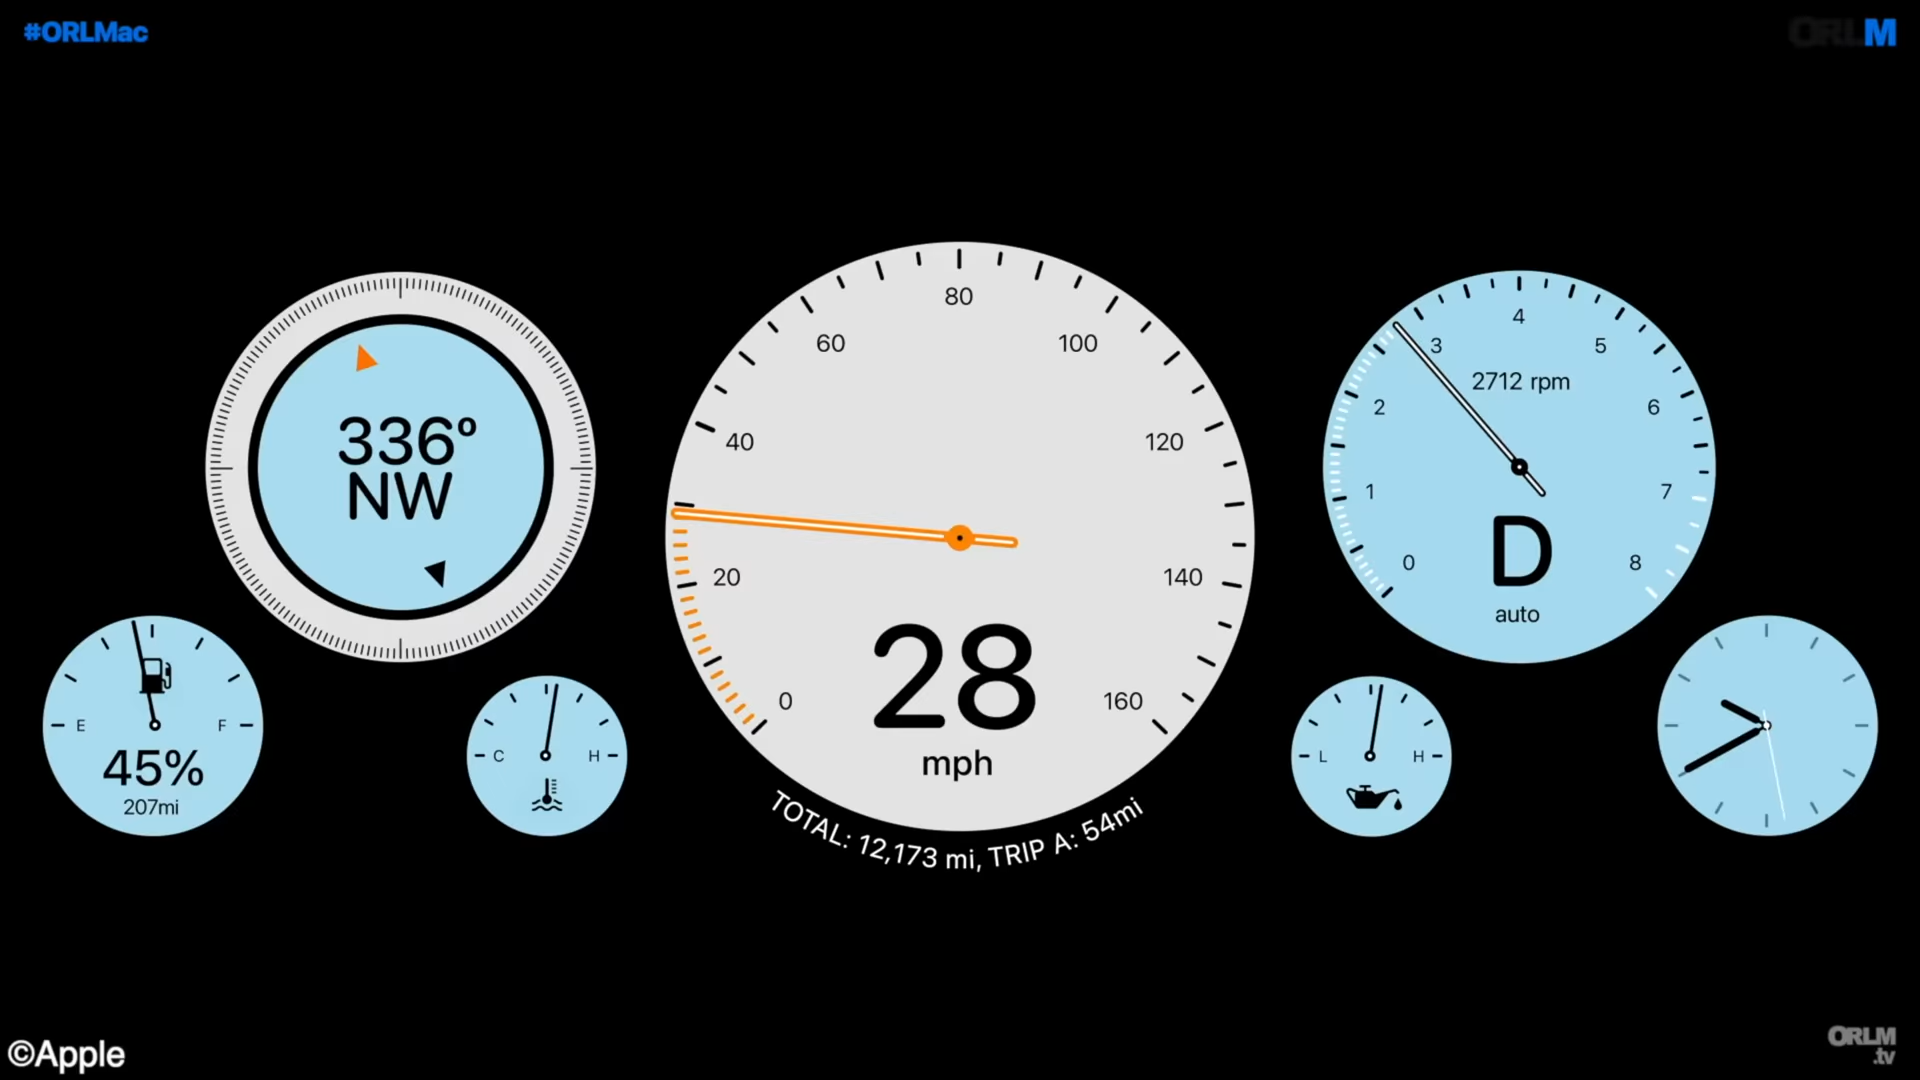 #ORLMac
ORLM
336°
NW
E
F
45%
207mi
C
H
0
20
40
60
80
100
120
140
160
28
mph
TOTAL: 12,173 mi, TRIP A: 54mi
0
1
2
3
4
5
6
7
8
2712 rpm
D
auto
L
H
©Apple
ORLM
.tv